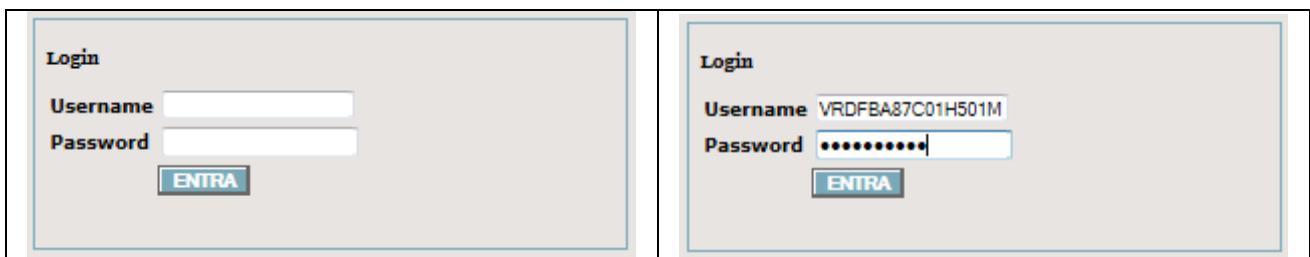 Login
Username
Password
ENTRA
Login
Username VRDFBA87C01H501M
Password ••••••••••
ENTRA